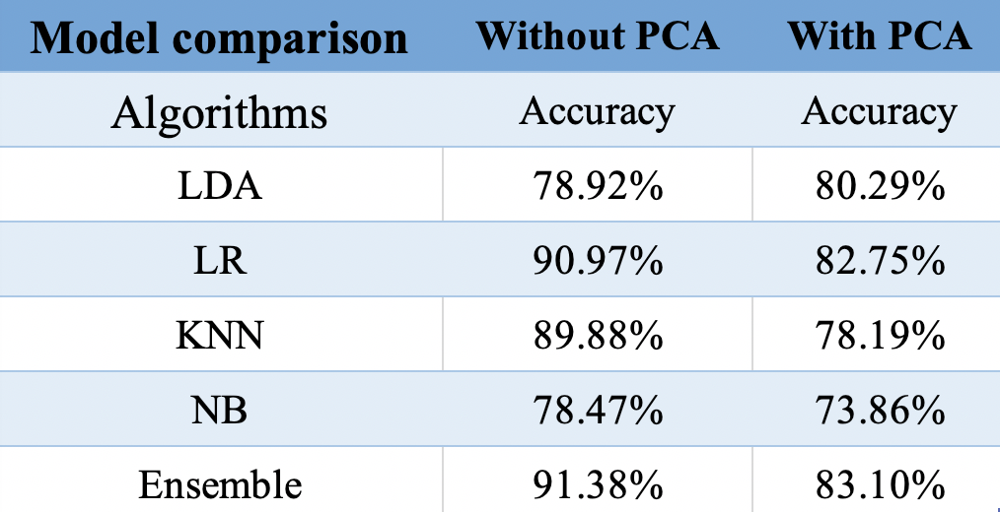 Model comparison Without PCA With PCA
Algorithms Accuracy Accuracy
LDA 78.92% 80.29%
LR 90.97% 82.75%
KNN 89.88% 78.19%
NB 78.47% 73.86%
Ensemble 91.38% 83.10%